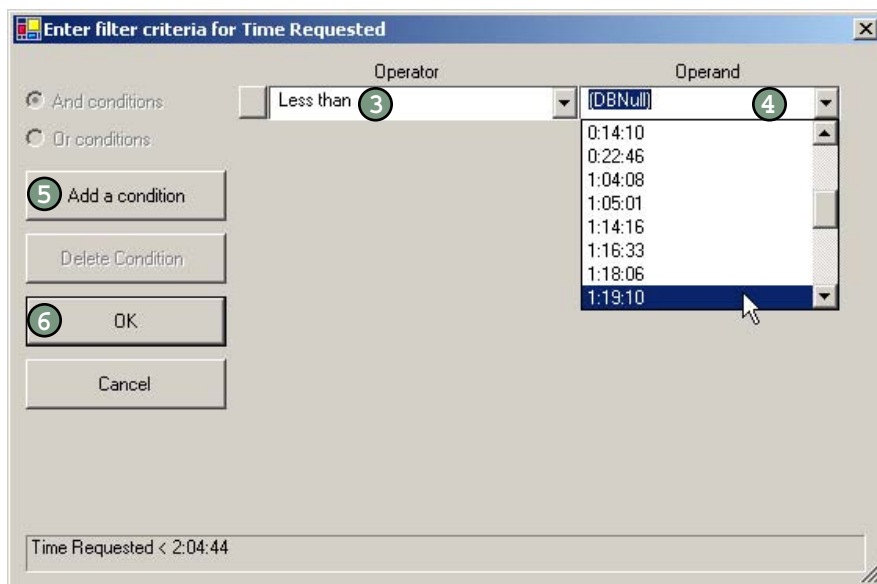 Enter filter criteria for Time Requested
Operator
Operand
And conditions
Or conditions
Less than
3
(DBNull)
4
0:14:10
0:22:46
1:04:08
1:05:01
1:14:16
1:16:33
1:18:06
1:19:10
5
Add a condition
Delete Condition
6
OK
Cancel
Time Requested < 2:04:44